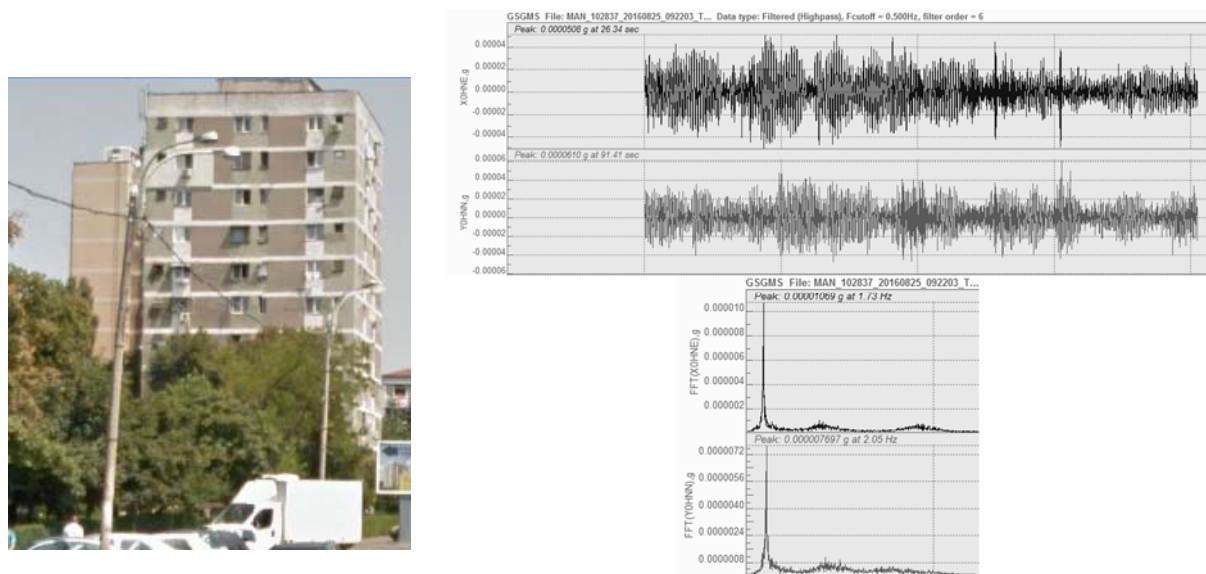 GSGMS File: MAN_102837_20160825_092203_T... Data type: Filtered (Highpass), Fcutoff = 0.500Hz, filter order = 6
Peak: 0.0000508 g at 26.34 sec
0.00004
0.00002
0.00000
-0.00002
-0.00004
X0HNE,g
Peak: 0.0000610 g at 91.41 sec
0.00006
0.00004
0.00002
0.00000
-0.00002
-0.00004
-0.00006
Y0HNN,g
GSGMS File: MAN_102837_20160825_092203_T...
Peak: 0.00001069 g at 1.73 Hz
0.000010
0.000008
0.000006
0.000004
0.000002
FFT(X0HNE),g
Peak: 0.000007697 g at 2.05 Hz
0.0000072
0.0000056
0.0000040
0.0000024
0.0000008
FFT(Y0HNN),g